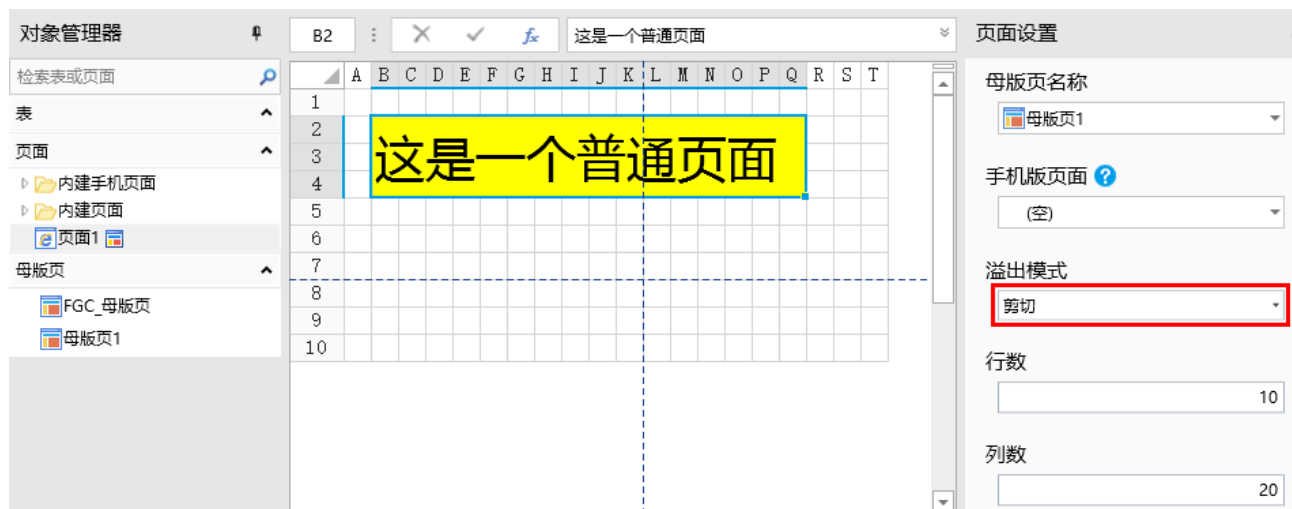 对象管理器
检索表或页面
表
页面
内建手机页面
内建页面
页面1
母版页
FGC_母版页
母版页1
B2 fx 这是一个普通页面
A B C D E F G H I J K L M N O P Q R S T
1
2
3
4
5
6
7
8
9
10
这是一个普通页面
页面设置
母版页名称
母版页1
手机版页面 ?
(空)
溢出模式
剪切
行数
10
列数
20